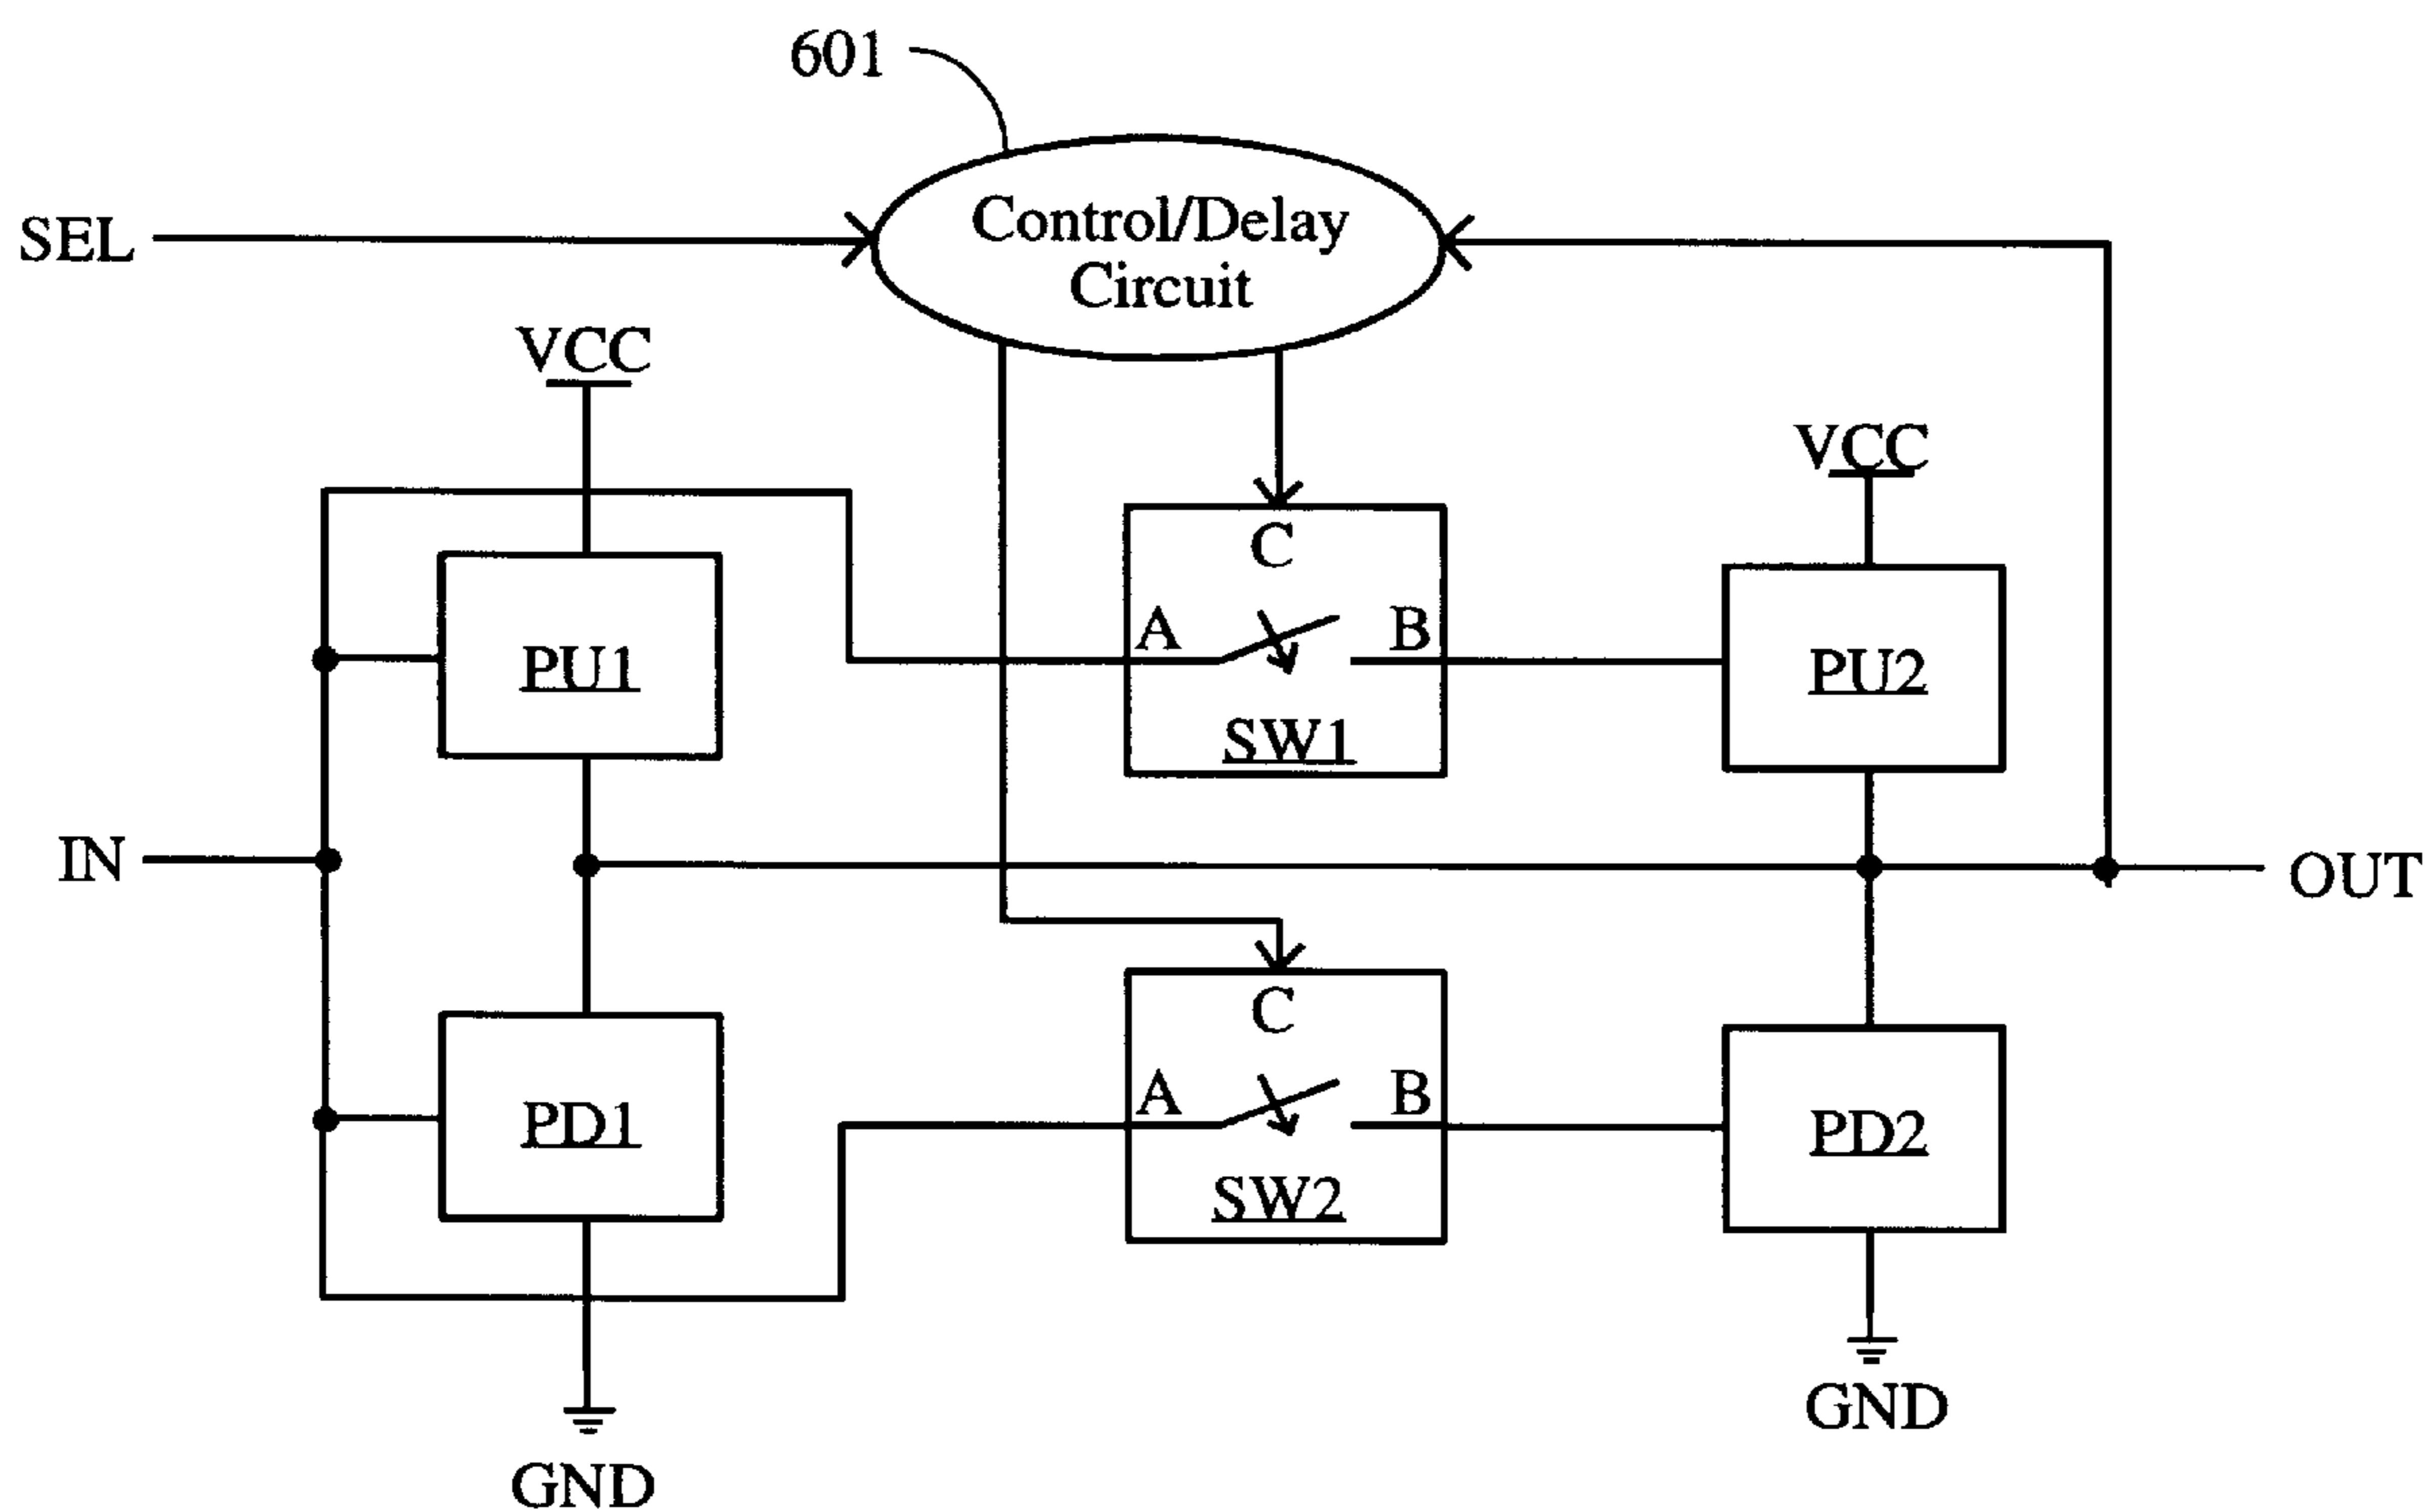 601
SEL
Control/Delay
Circuit
VCC
VCC
C
A
B
PU1
PU2
SW1
IN
OUT
C
A
B
PD1
PD2
SW2
GND
GND